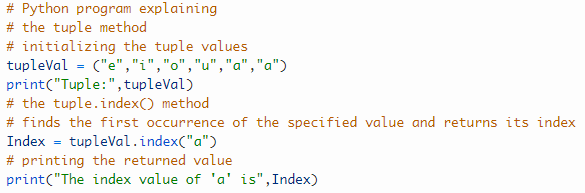 # Python program explaining
# the tuple method
# initializing the tuple values
tupleVal = ("e","i","o","u","a","a")
print("Tuple:",tupleVal)
# the tuple.index() method
# finds the first occurrence of the specified value and returns its index
Index = tupleVal.index("a")
# printing the returned value
print("The index value of 'a' is",Index)